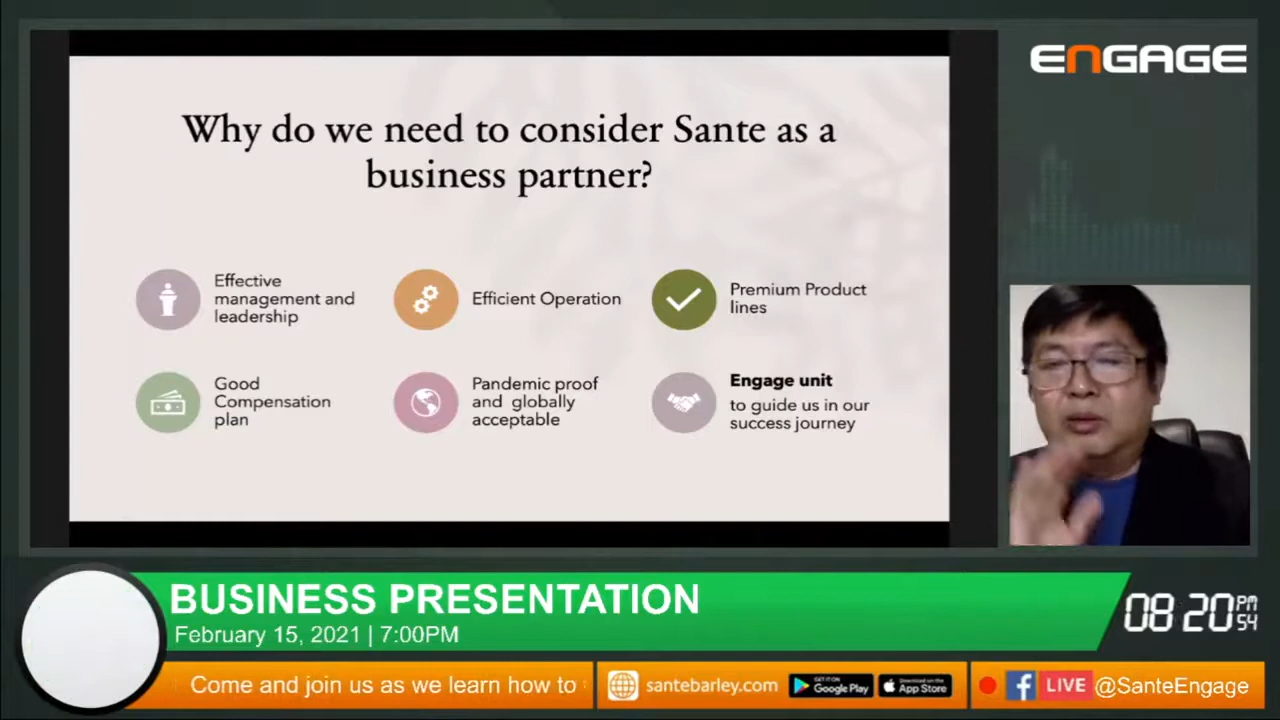 ENGAGE
Why do we need to consider Sante as a
business partner?
Effective
management and
leadership
Efficient Operation
Premium Product
lines
Good
Compensation
plan
Pandemic proof
and globally
acceptable
Engage unit
to guide us in our
success journey
BUSINESS PRESENTATION
February 15, 2021 | 7:00PM
08:20 PM
54
Come and join us as we learn how to
santebarley.com
GET IT ON
Google Play
Download on the
App Store
LIVE @SanteEngage